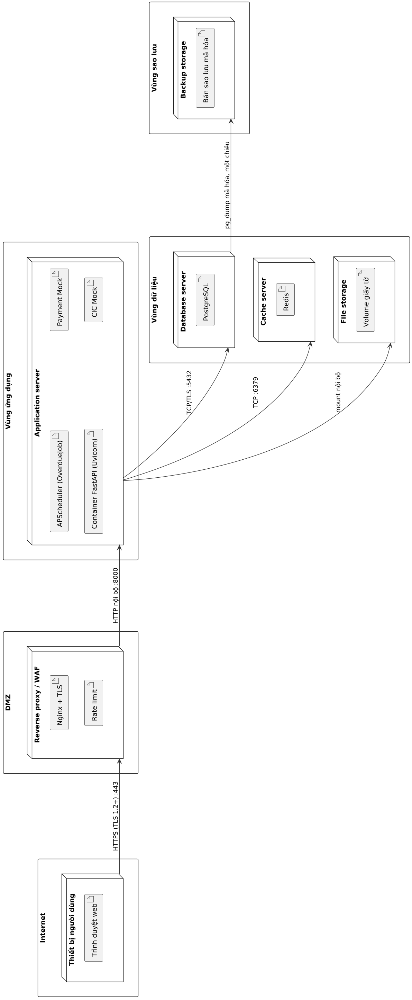 Internet
Thiết bị người dùng
Trình duyệt web
HTTPS (TLS 1.2+) :443
DMZ
Reverse proxy / WAF
Nginx + TLS
Rate limit
HTTP nội bộ :8000
Vùng ứng dụng
Application server
APScheduler (OverdueJob)
Payment Mock
Container FastAPI (Uvicorn)
CIC Mock
TCP/TLS :5432
TCP :6379
mount nội bộ
Vùng dữ liệu
Database server
PostgreSQL
Cache server
Redis
File storage
Volume giấy tờ
pg_dump mã hóa, một chiều
Vùng sao lưu
Backup storage
Bản sao lưu mã hóa